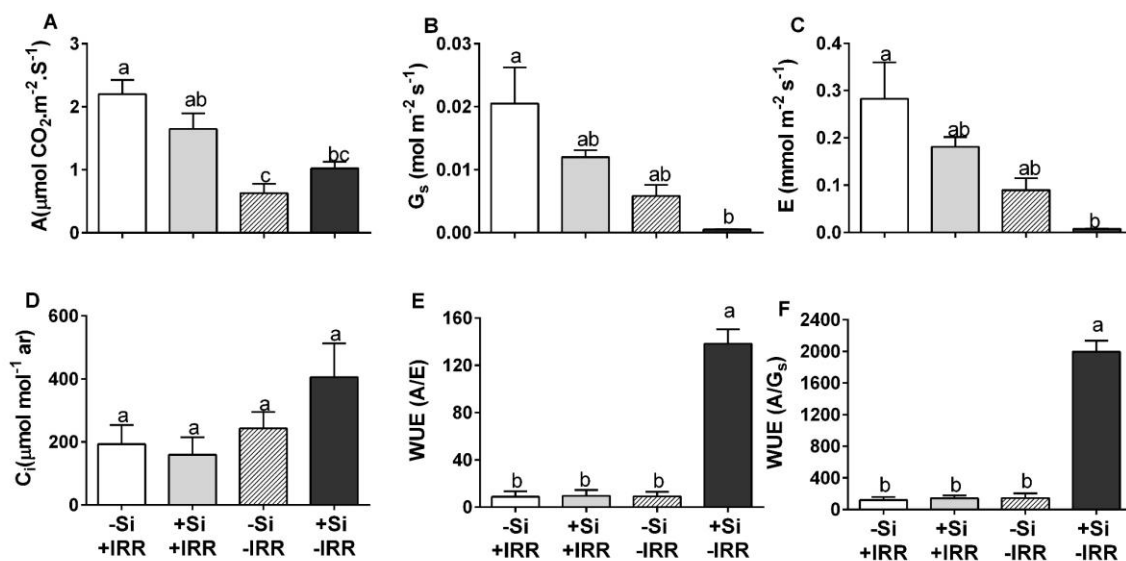 A
A(μmol CO₂.m⁻².S⁻¹)
3
2
1
0
a
ab
c
bc
B
Gₛ (mol m⁻² s⁻¹)
0.03
0.02
0.01
0.00
a
ab
ab
b
C
E (mmol m⁻² s⁻¹)
0.4
0.3
0.2
0.1
0.0
a
ab
ab
b
D
Cᵢ(μmol mol⁻¹ ar)
600
400
200
0
a
a
a
a
-Si +Si -Si +Si
+IRR +IRR -IRR -IRR
E
WUE (A/E)
160
120
80
40
0
b
b
b
a
-Si +Si -Si +Si
+IRR +IRR -IRR -IRR
F
WUE (A/Gₛ)
2400
2000
1600
1200
800
400
0
b
b
b
a
-Si +Si -Si +Si
+IRR +IRR -IRR -IRR